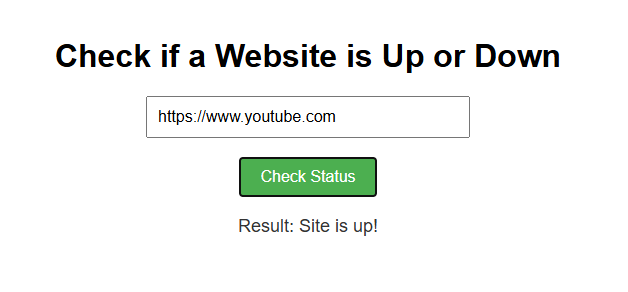 Check if a Website is Up or Down
https://www.youtube.com
Check Status
Result: Site is up!